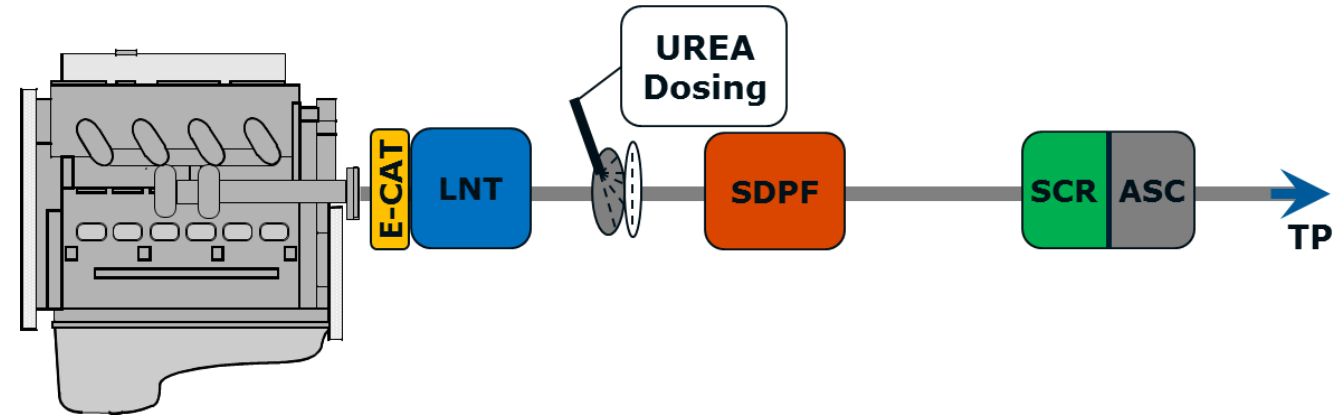 UREA
Dosing
E-CAT
LNT
SDPF
SCR
ASC
TP